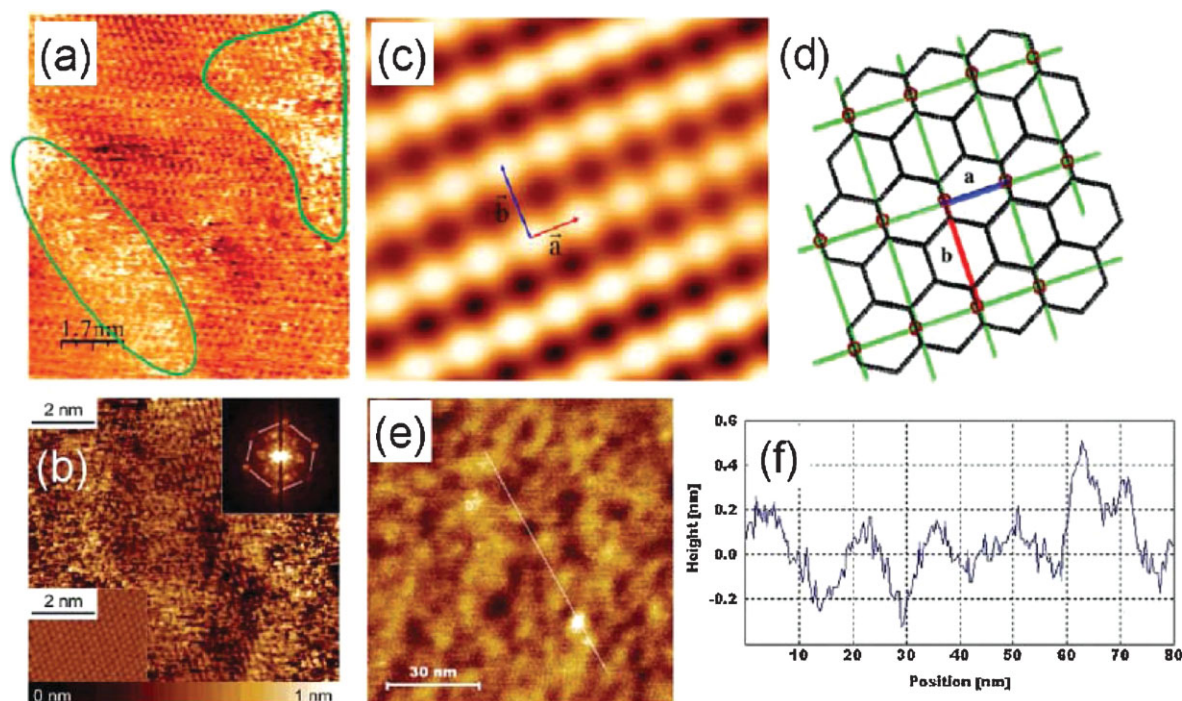 (a)
1.7nm
(c)
b
a
(d)
a
b
2 nm
(b)
2 nm
0 nm
1 nm
(e)
30 nm
(f)
Height [nm]
0.6
0.4
0.2
0.0
-0.2
10 20 30 40 50 60 70 80
Position [nm]